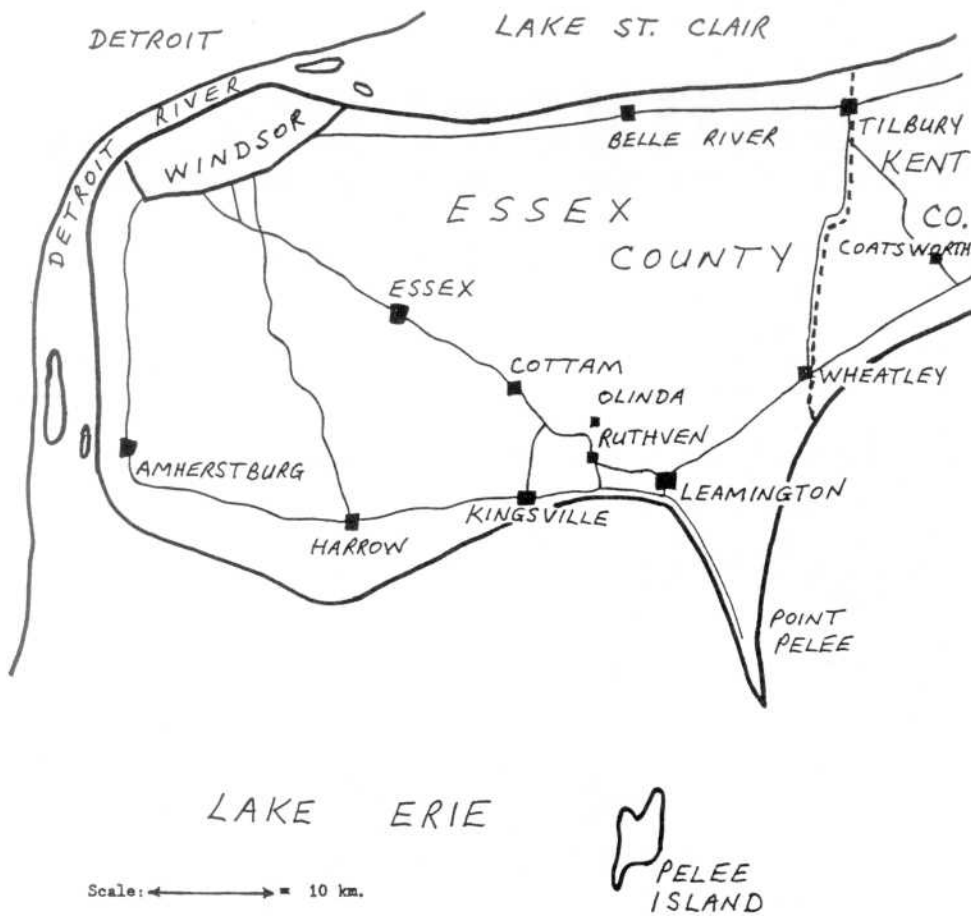 DETROIT
LAKE ST. CLAIR
DETROIT RIVER
WINDSOR
BELLE RIVER
TILBURY
KENT
CO.
ESSEX
COUNTY
COATSWORTH
ESSEX
COTTAM
WHEATLEY
OLINDA
RUTHVEN
AMHERSTBURG
LEAMINGTON
KINGSVILLE
HARROW
POINT
PELEE
LAKE ERIE
PELEE
ISLAND
Scale: = 10 km.